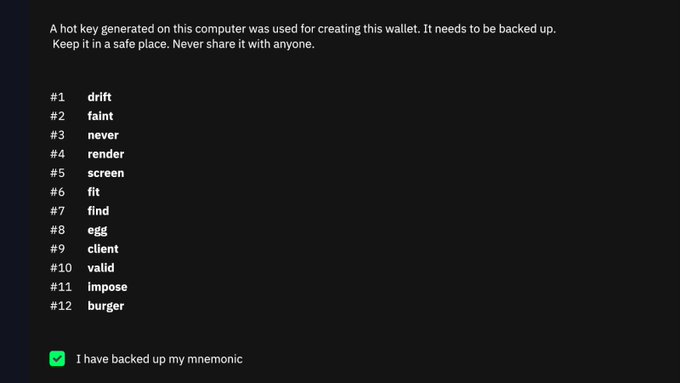 A hot key generated on this computer was used for creating this wallet. It needs to be backed up.
Keep it in a safe place. Never share it with anyone.
#1 drift
#2 faint
#3 never
#4 render
#5 screen
#6 fit
#7 find
#8 egg
#9 client
#10 valid
#11 impose
#12 burger
I have backed up my mnemonic